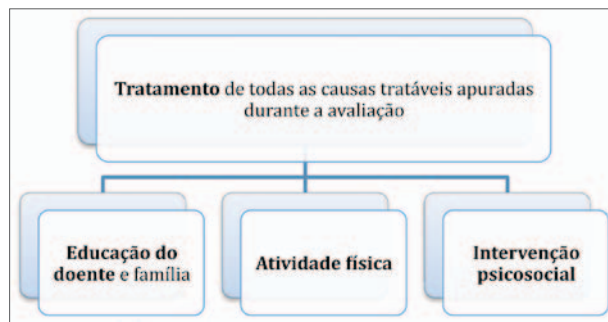 Tratamento de todas as causas tratáveis apuradas
durante a avaliação
Educação do
doente e família
Atividade física
Intervenção
psicosocial